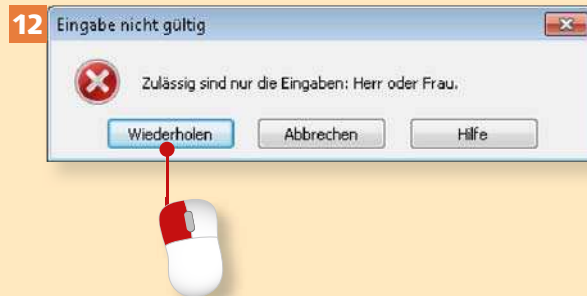 12
Eingabe nicht gültig
Zulässig sind nur die Eingaben: Herr oder Frau.
Wiederholen Abbrechen Hilfe